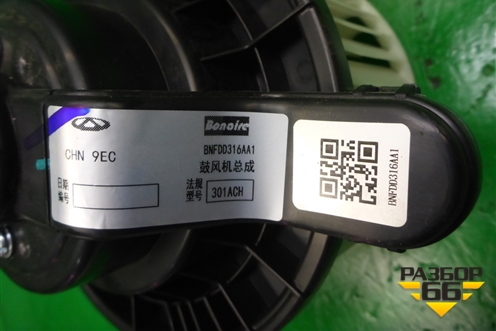 Bonaire
CHN 9EC
BNFDD316AA1
鼓风机总成
日期
编号
法规
型号
301ACH
BNFDD316AA1
РАЗБОР
66